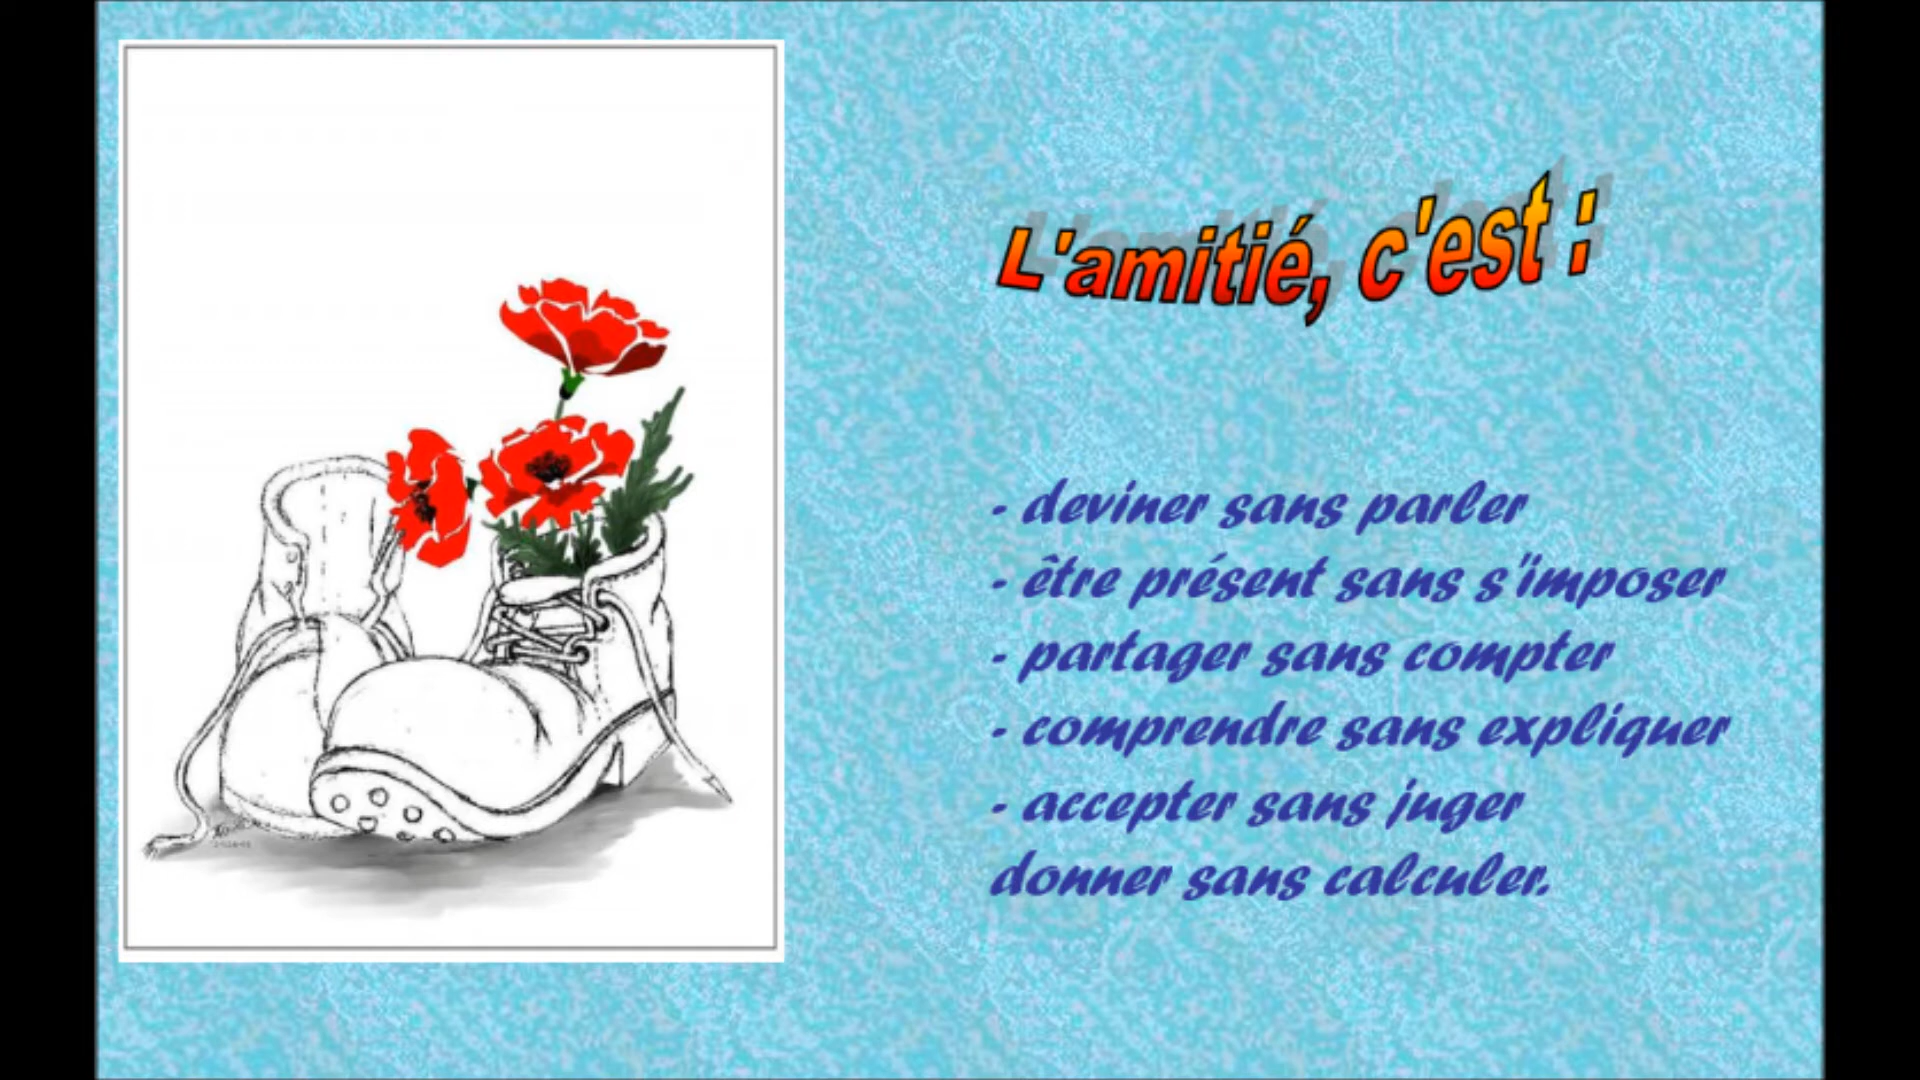 L'amitié, c'est :
- deviner sans parler
- être présent sans s'imposer
- partager sans compter
- comprendre sans expliquer
- accepter sans juger
donner sans calculer.